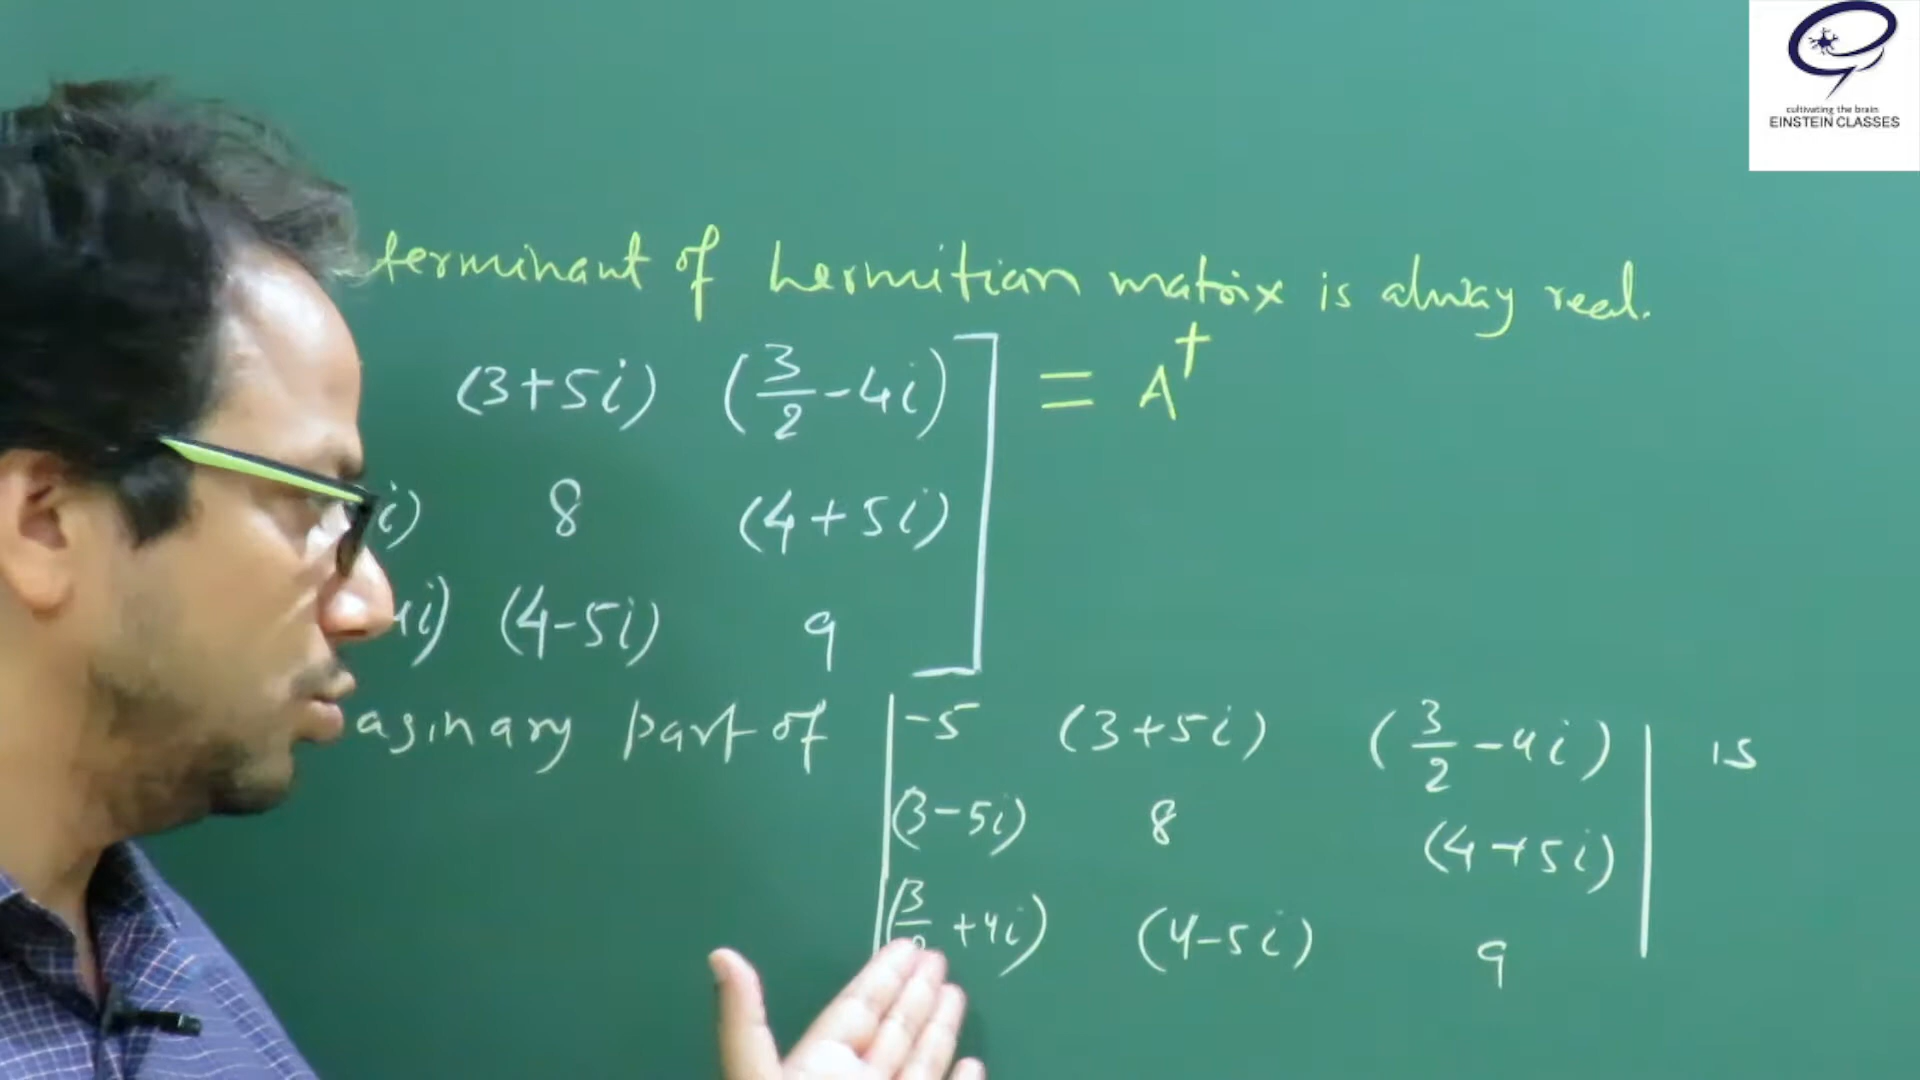 cultivating the brain
EINSTEIN CLASSES
terminant of hermitian matrix is alway real.
(3+5i) (3/2-4i) = A†
i) 8 (4+5i)
4i) (4-5i) 9
aginary part of | -5 (3+5i) (3/2-4i) | is
(3-5i) 8 (4+5i)
(3/2+4i) (4-5i) 9